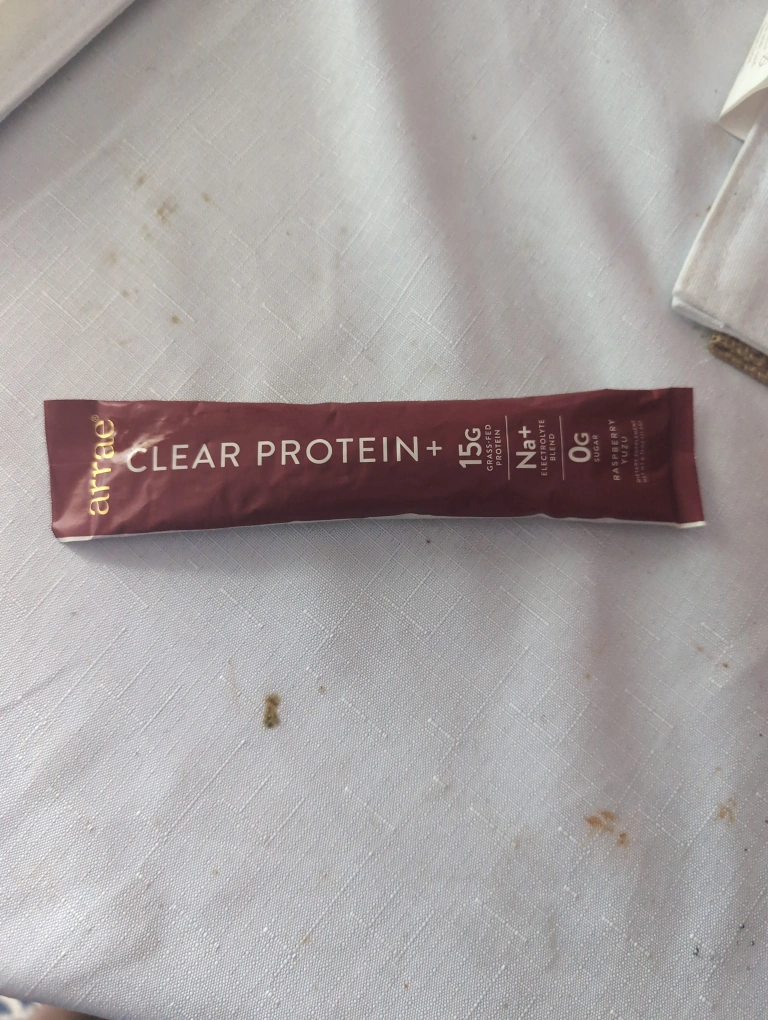 arrae®
CLEAR PROTEIN+
15G
GRASS-FED
PROTEIN
Na+
ELECTROLYTE
BLEND
0G
SUGAR
RASPBERRY
YUZU